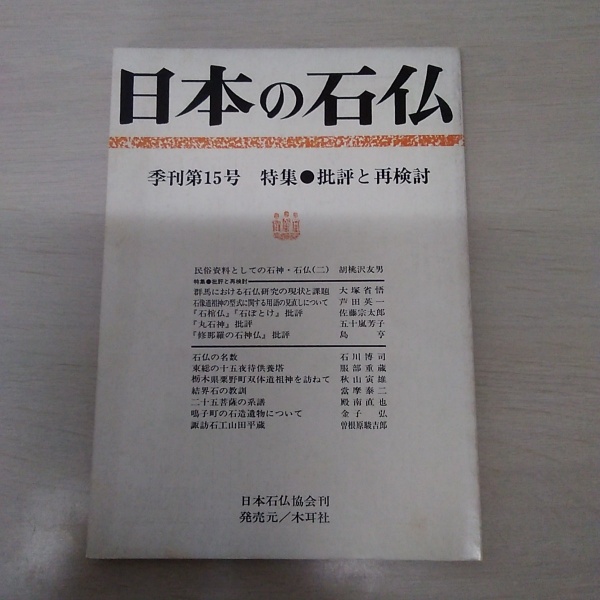 日本の石仏
季刊第15号 特集●批評と再検討
民俗資料としての石神・石仏(二) 胡桃沢友男
特集●批評と再検討
群馬における石仏研究の現状と課題 大塚省悟
石像道祖神の型式に関する用語の見直しについて 芦田英一
『石棺仏』『石ぼとけ』批評 佐藤宗太郎
『丸石神』批評 五十嵐芳子
『修那羅の石神仏』批評 島亨
石仏の名数 石川博司
東総の十五夜待供養塔 服部重蔵
栃木県粟野町双体道祖神を訪ねて 秋山寅雄
結界石の教訓 當摩泰二
二十五菩薩の系譜 殿南直也
鳴子町の石造遺物について 金子弘
諏訪石工山田平蔵 曽根原駿吉郎
日本石仏協会刊
発売元/木耳社